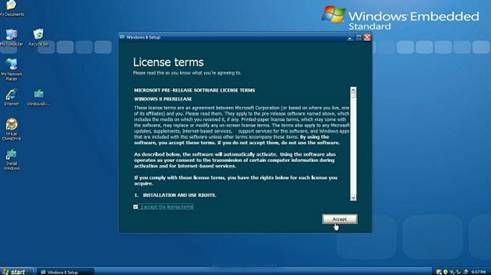 My Documents
My Computer
Recycle Bin
My Network Places
Internet
Windows
Virtual CloneDrive
Install Windows
Windows Embedded
Standard
Windows 8 Setup
License terms
Please read this so you know what you're agreeing to.
MICROSOFT PRE-RELEASE SOFTWARE LICENSE TERMS
WINDOWS 8 PRERELEASE
These license terms are an agreement between Microsoft Corporation (or based on where you live, one
of its affiliates) and you. Please read them. They apply to the pre-release software named above, which
includes the media on which you received it, if any. Printed-paper license terms, which may come with
the software, may replace or modify any on-screen license terms. The terms also apply to any Microsoft
updates, supplements, Internet-based services, support services for this software, and Windows apps
that are included with this software unless other terms accompany those items. By using the
software, you accept these terms. If you do not accept them, do not use the software.
As described below, the software will automatically activate. Using the software also
operates as consent to the transmission of certain computer information during
activation and for Internet-based services.
If you comply with these license terms, you have the rights below for each license you
acquire.
1. INSTALLATION AND USE RIGHTS.
I accept the license terms
Accept
start
Windows 8 Setup